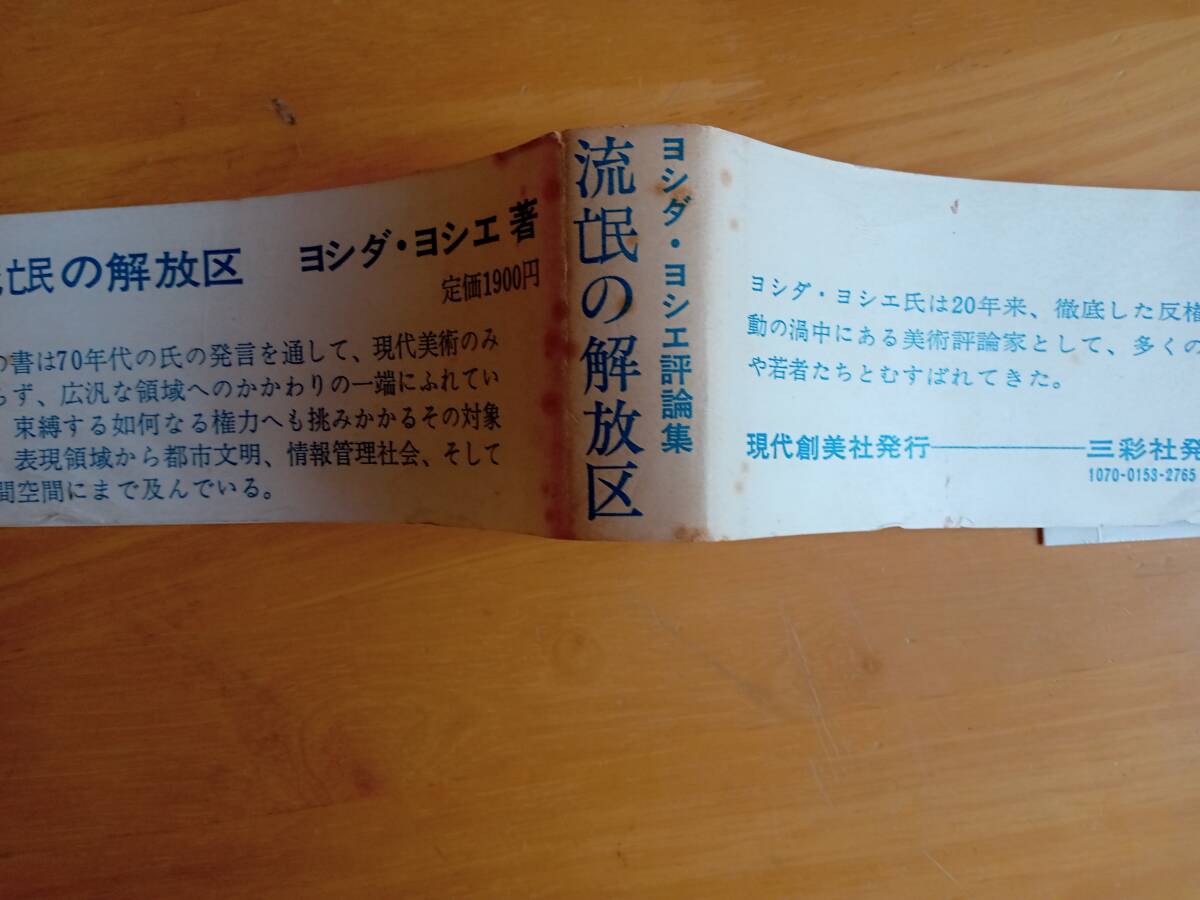 氓の解放区 ヨシダ・ヨシエ著
定価1900円
の書は70年代の氏の発言を通して、現代美術のみ
らず、広汎な領域へのかかわりの一端にふれてい
束縛する如何なる権力へも挑みかかるその対象
表現領域から都市文明、情報管理社会、そして
間空間にまで及んでいる。
流氓の解放区
ヨシダ・ヨシエ評論集
ヨシダ・ヨシエ氏は20年来、徹底した反権
動の渦中にある美術評論家として、多くの
や若者たちとむすばれてきた。
現代創美社発行――三彩社発
1070-0153-2765